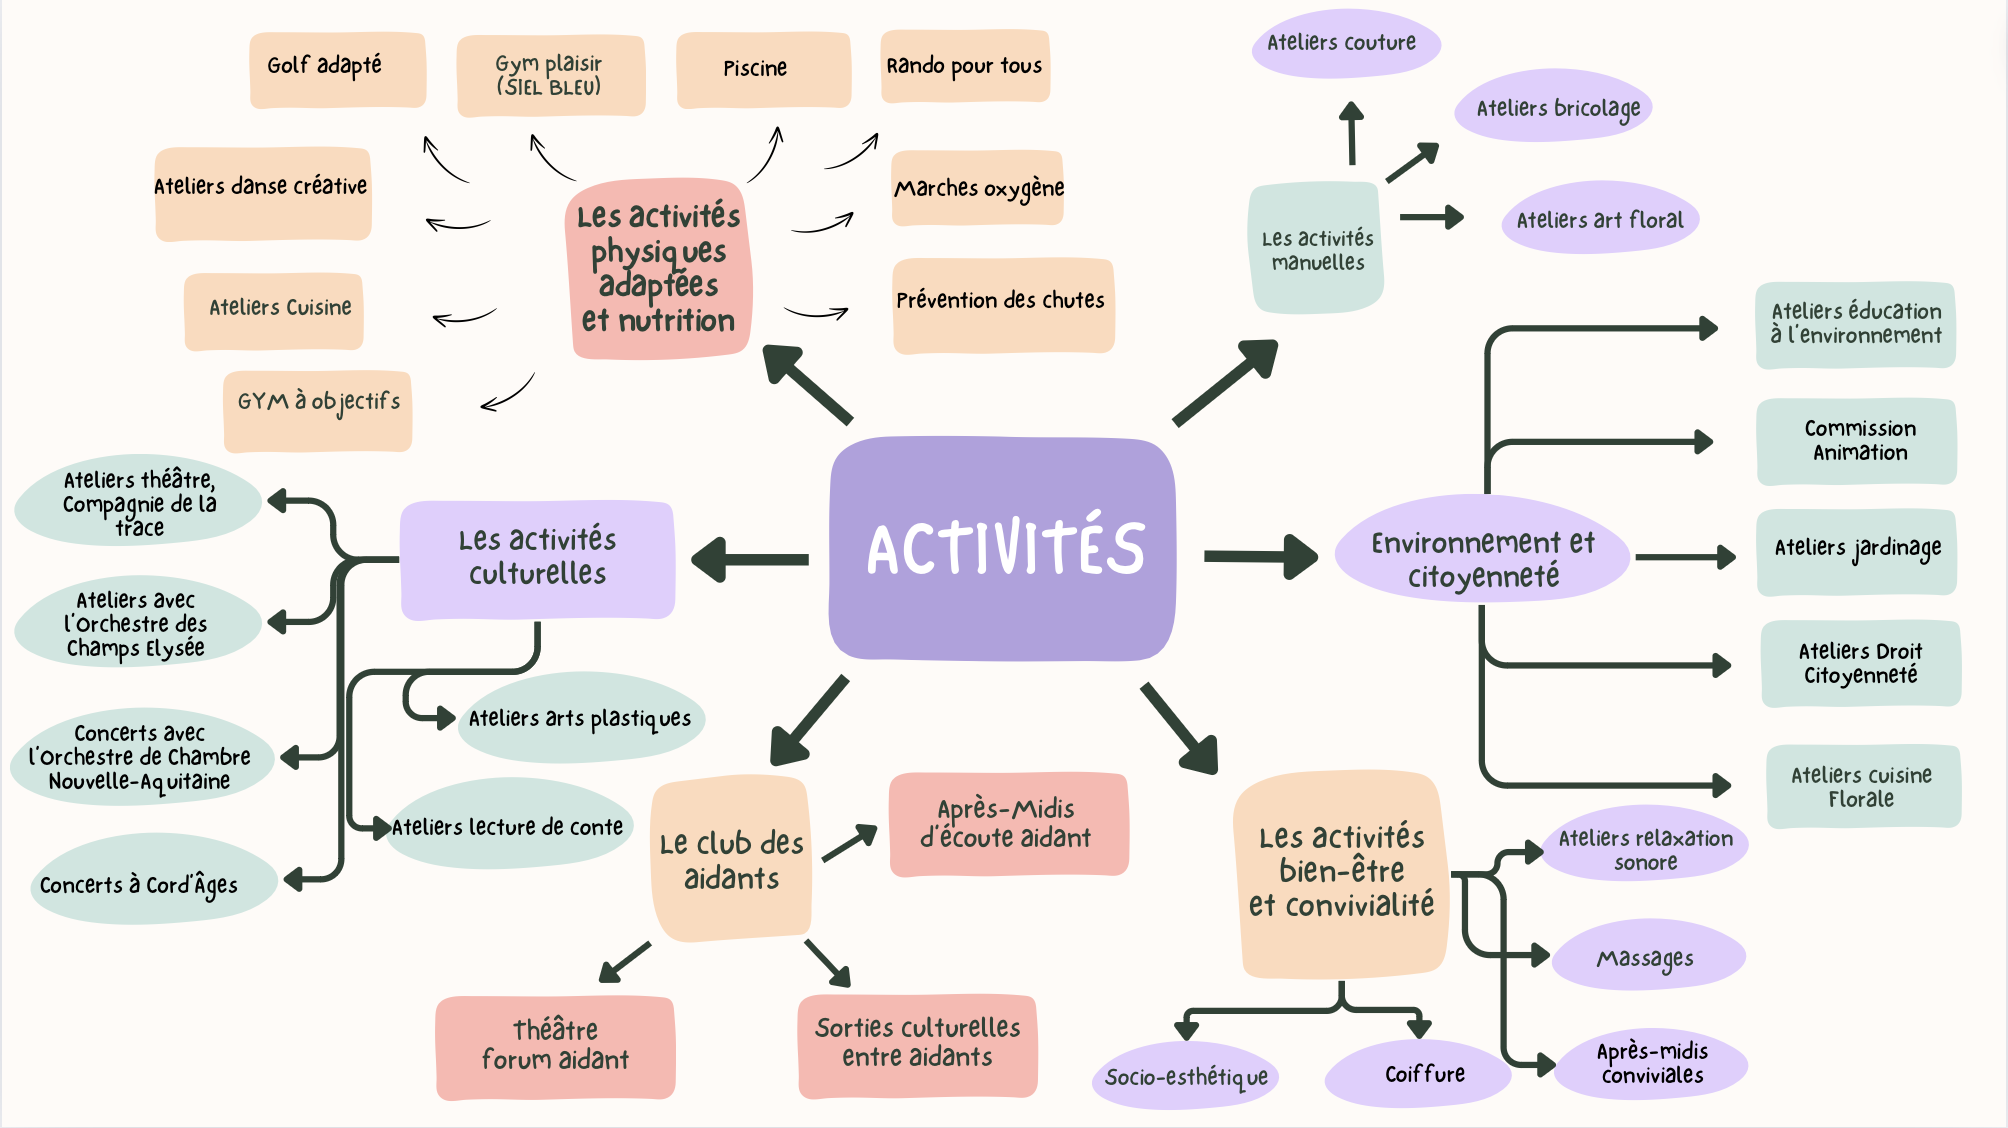 Golf adapté
Gym plaisir
(SIEL BLEU)
Piscine
Rando pour tous
Ateliers danse créative
Marches oxygène
Ateliers Cuisine
Prévention des chutes
GYM à objectifs
Les activités
physiques
adaptées
et nutrition
Ateliers couture
Ateliers bricolage
Ateliers art floral
Les activités
manuelles
ACTIVITÉS
Environnement et
citoyenneté
Ateliers éducation
à l'environnement
Commission
Animation
Ateliers jardinage
Ateliers Droit
Citoyenneté
Ateliers cuisine
Florale
Les activités
culturelles
Ateliers théâtre,
Compagnie de la
trace
Ateliers avec
l'Orchestre des
Champs Elysée
Concerts avec
l'Orchestre de Chambre
Nouvelle-Aquitaine
Concerts à Cord'Âges
Ateliers arts plastiques
Ateliers lecture de conte
Le club des
aidants
Après-Midis
d'écoute aidant
Théâtre
forum aidant
Sorties culturelles
entre aidants
Les activités
bien-être
et convivialité
Ateliers relaxation
sonore
Massages
Après-midis
conviviales
Socio-esthétique
Coiffure